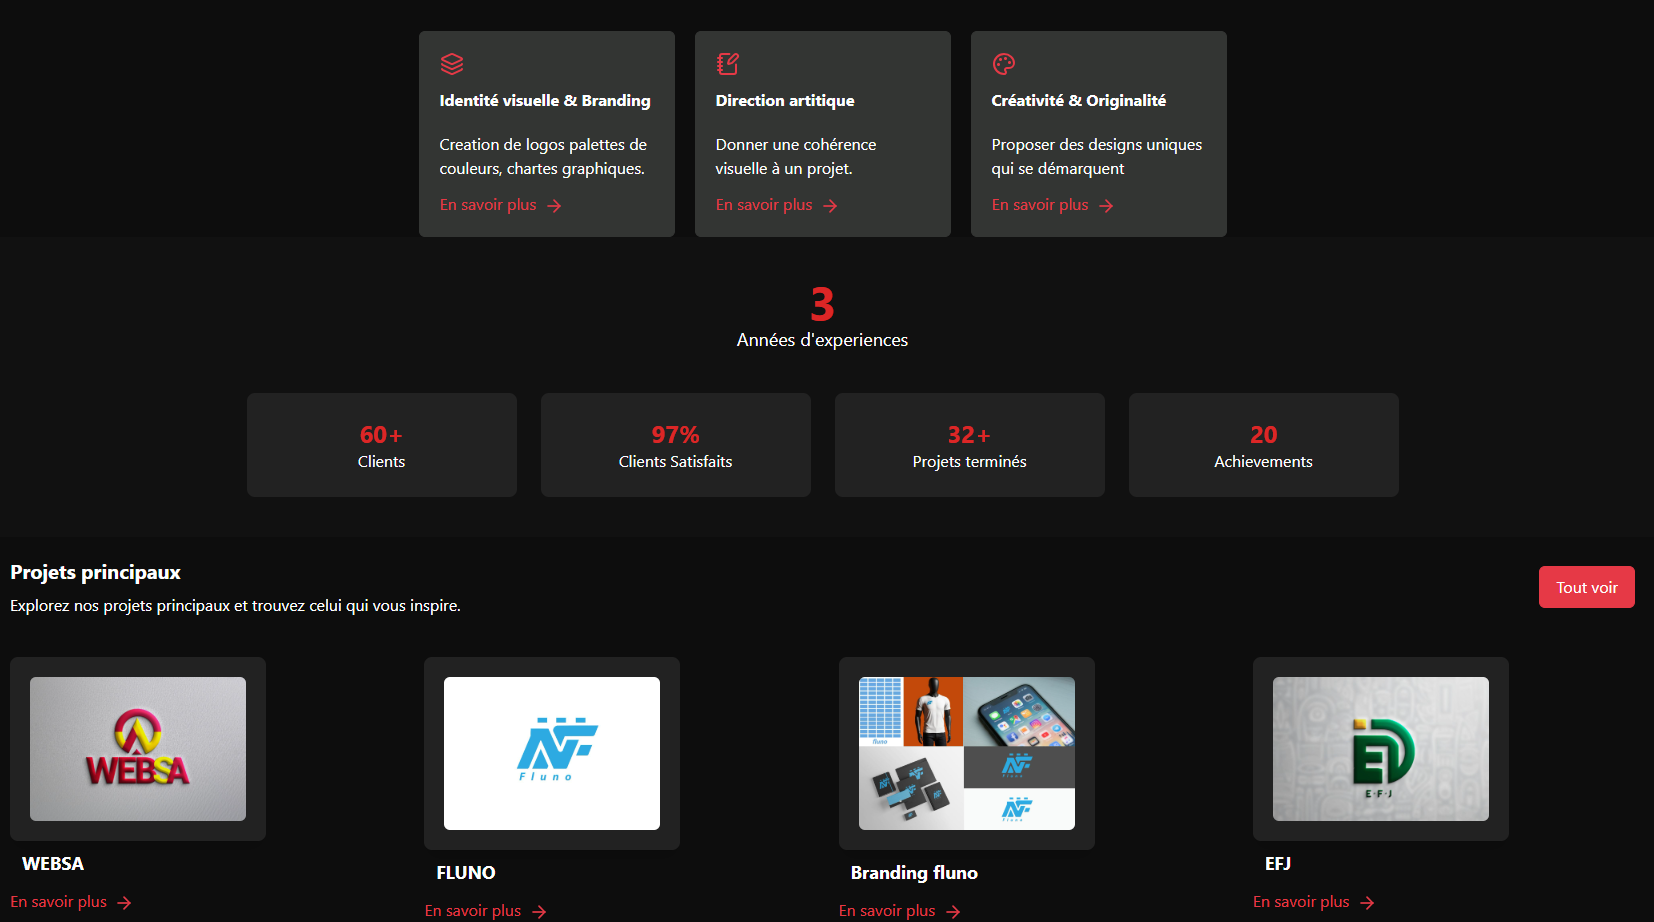 Identité visuelle & Branding
Creation de logos palettes de
couleurs, chartes graphiques.
En savoir plus
Direction artitique
Donner une cohérence
visuelle à un projet.
En savoir plus
Créativité & Originalité
Proposer des designs uniques
qui se démarquent
En savoir plus
3
Années d'experiences
60+
Clients
97%
Clients Satisfaits
32+
Projets terminés
20
Achievements
Projets principaux
Explorez nos projets principaux et trouvez celui qui vous inspire.
Tout voir
WEBSA
WEBSA
En savoir plus
Fluno
FLUNO
En savoir plus
fluno
Fluno
Fluno
Branding fluno
En savoir plus
E-F-J
EFJ
En savoir plus